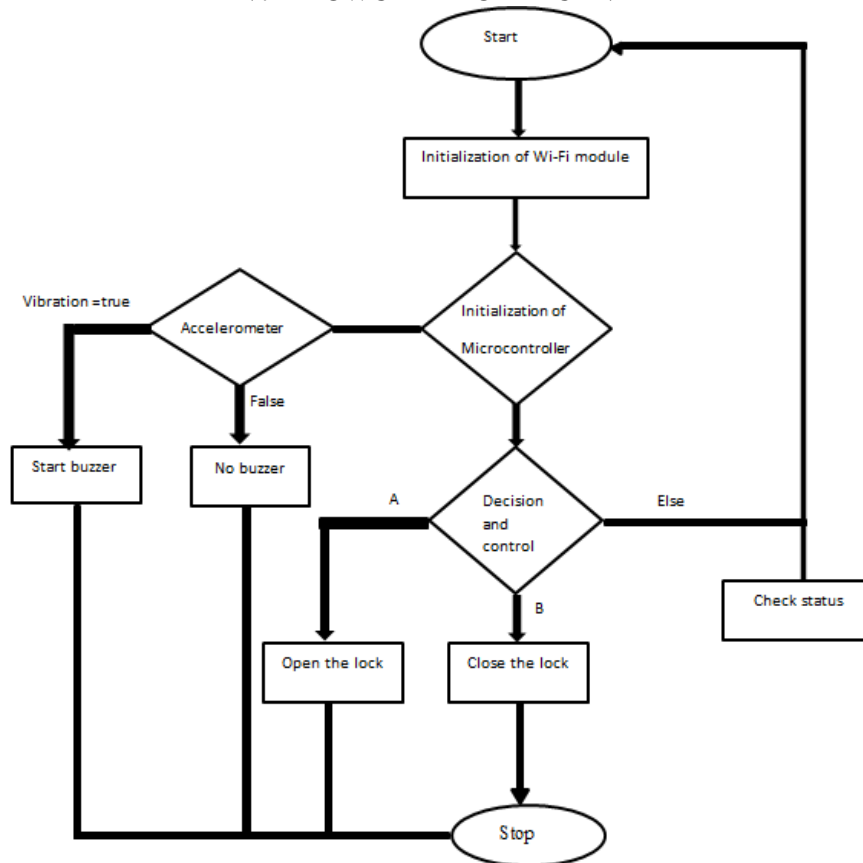 Start
Initialization of Wi-Fi module
Vibration =true
Accelerometer
Initialization of
Microcontroller
False
Start buzzer
No buzzer
A
Decision
and
control
Else
B
Check status
Open the lock
Close the lock
Stop